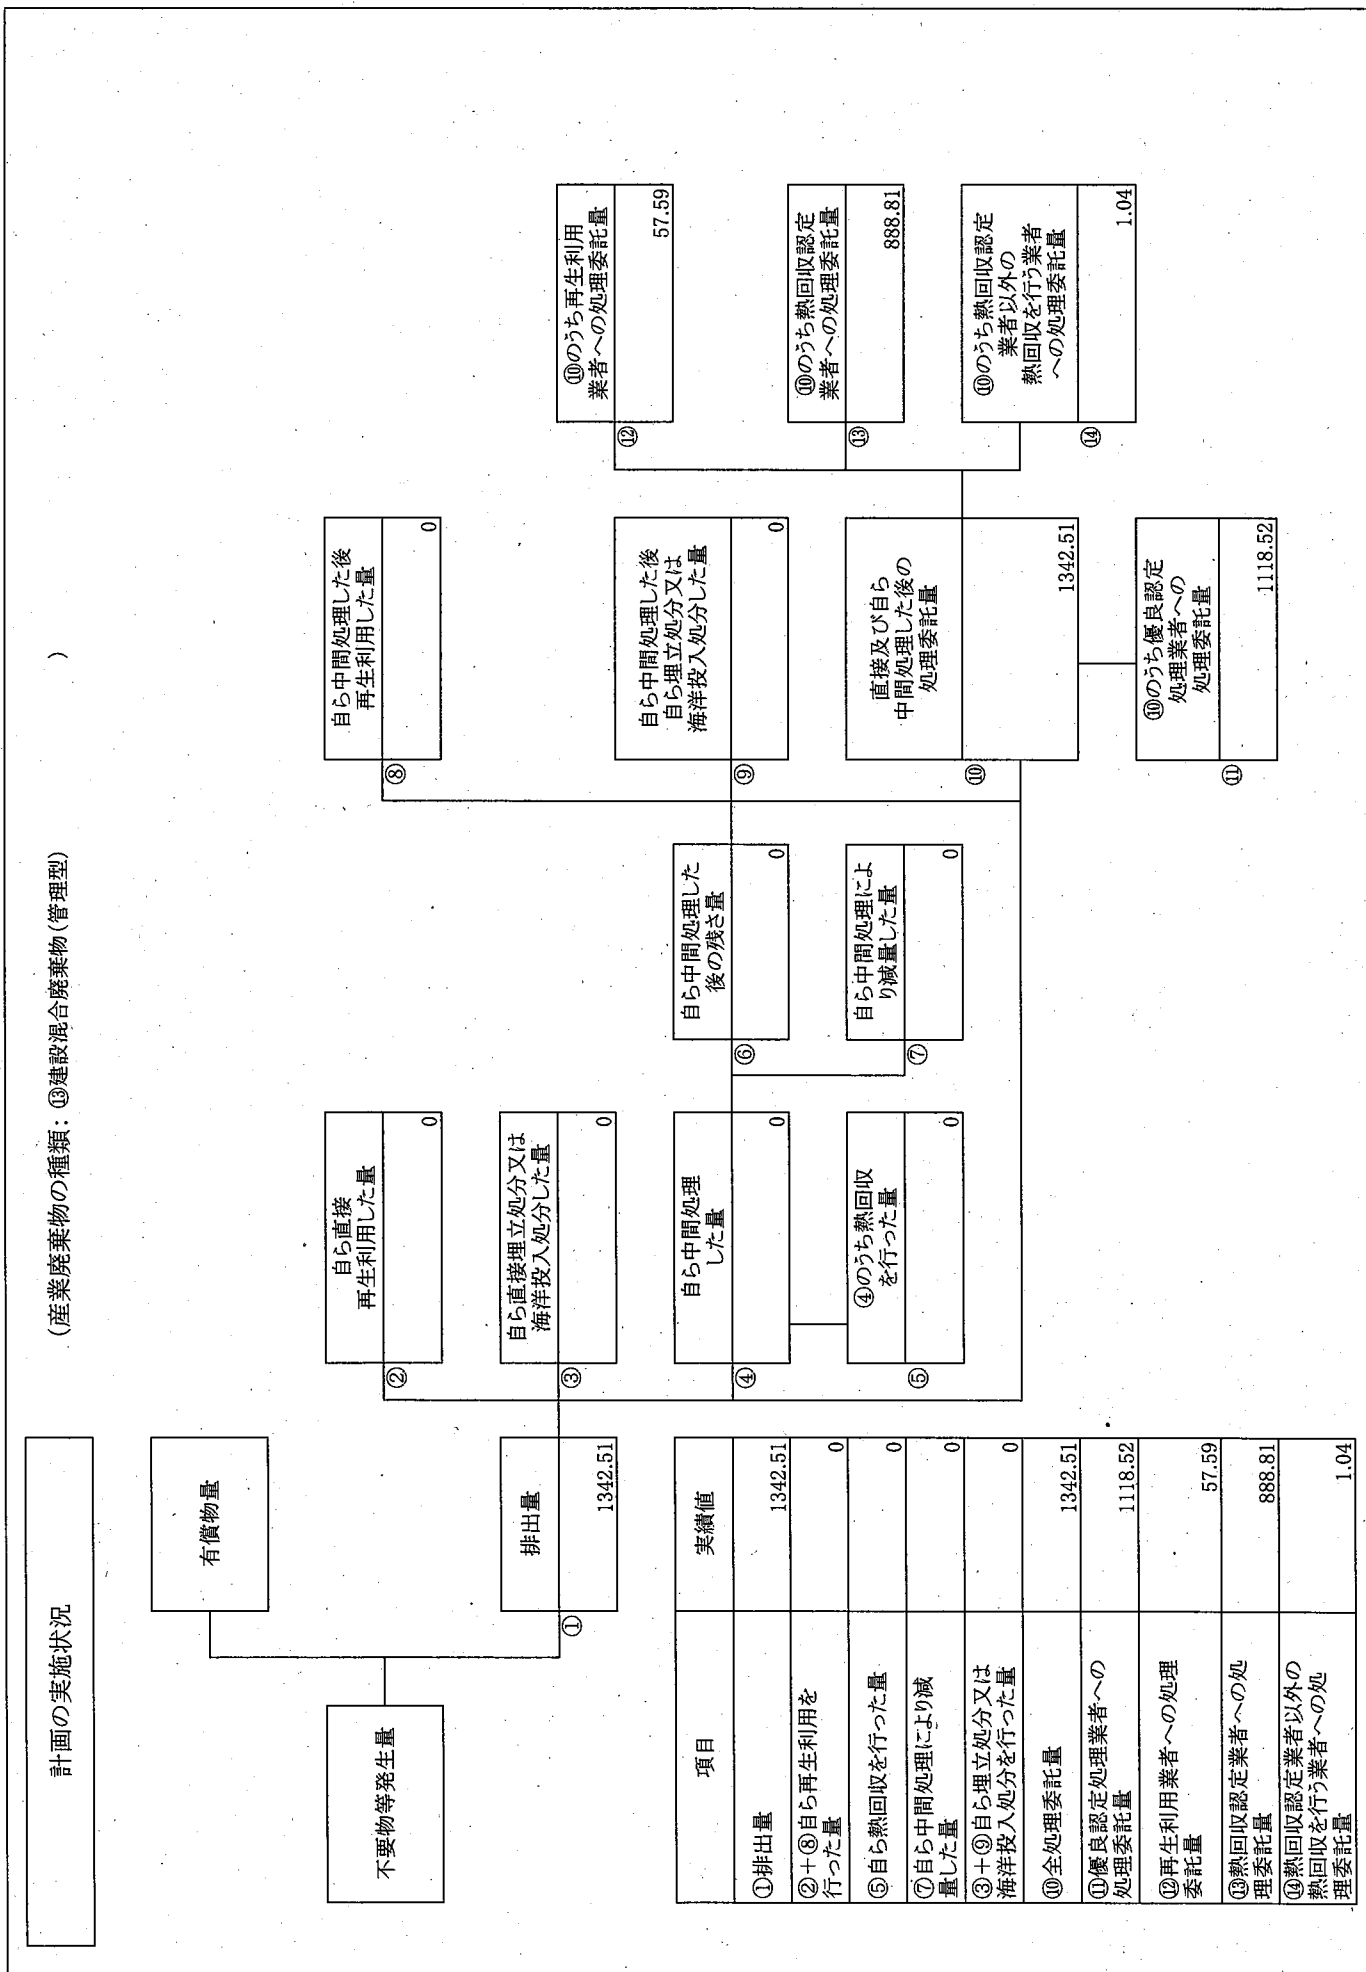 計画の実施状況
(産業廃棄物の種類：⑬建設混合廃棄物(管理型)
)
不要物等発生量
有償物量
排出量
①
1342.51
自ら直接
再生利用した量
②
0
自ら直接埋立処分又は
海洋投入処分した量
③
0
自ら中間処理
した量
④
0
④のうち熱回収
を行った量
⑤
0
自ら中間処理した
後の残さ量
⑥
0
自ら中間処理によ
り減量した量
⑦
0
自ら中間処理した後
再生利用した量
⑧
0
自ら中間処理した後
自ら埋立処分又は
海洋投入処分した量
⑨
0
直接及び自ら
中間処理した後の
処理委託量
⑩
1342.51
⑩のうち優良認定
処理業者への
処理委託量
⑪
1118.52
⑩のうち再生利用
業者への処理委託量
⑫
57.59
⑩のうち熱回収認定
業者への処理委託量
⑬
888.81
⑩のうち熱回収認定
業者以外の
熱回収を行う業者
への処理委託量
⑭
1.04
項目 実績値
①排出量 1342.51
②＋⑧自ら再生利用を
行った量 0
⑤自ら熱回収を行った量 0
⑦自ら中間処理により減
量した量 0
③＋⑨自ら埋立処分又は
海洋投入処分を行った量 0
⑩全処理委託量 1342.51
⑪優良認定処理業者への
処理委託量 1118.52
⑫再生利用業者への処理
委託量 57.59
⑬熱回収認定業者への処
理委託量 888.81
⑭熱回収認定業者以外の
熱回収を行う業者への処
理委託量 1.04